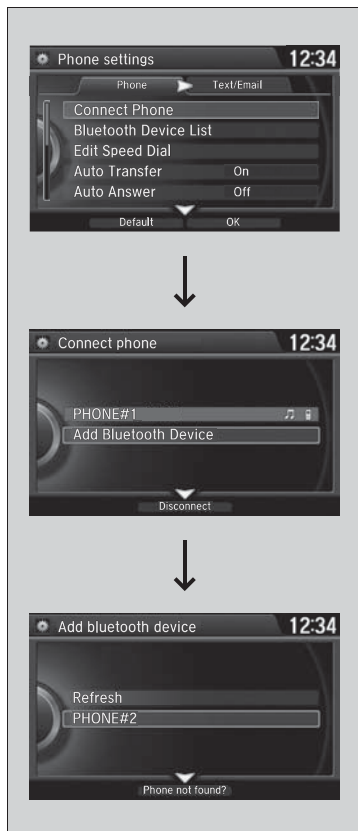 Phone settings 12:34
Phone Text/Email
Connect Phone
Bluetooth Device List
Edit Speed Dial
Auto Transfer On
Auto Answer Off
Default OK
Connect phone 12:34
PHONE#1
Add Bluetooth Device
Disconnect
Add bluetooth device 12:34
Refresh
PHONE#2
Phone not found?